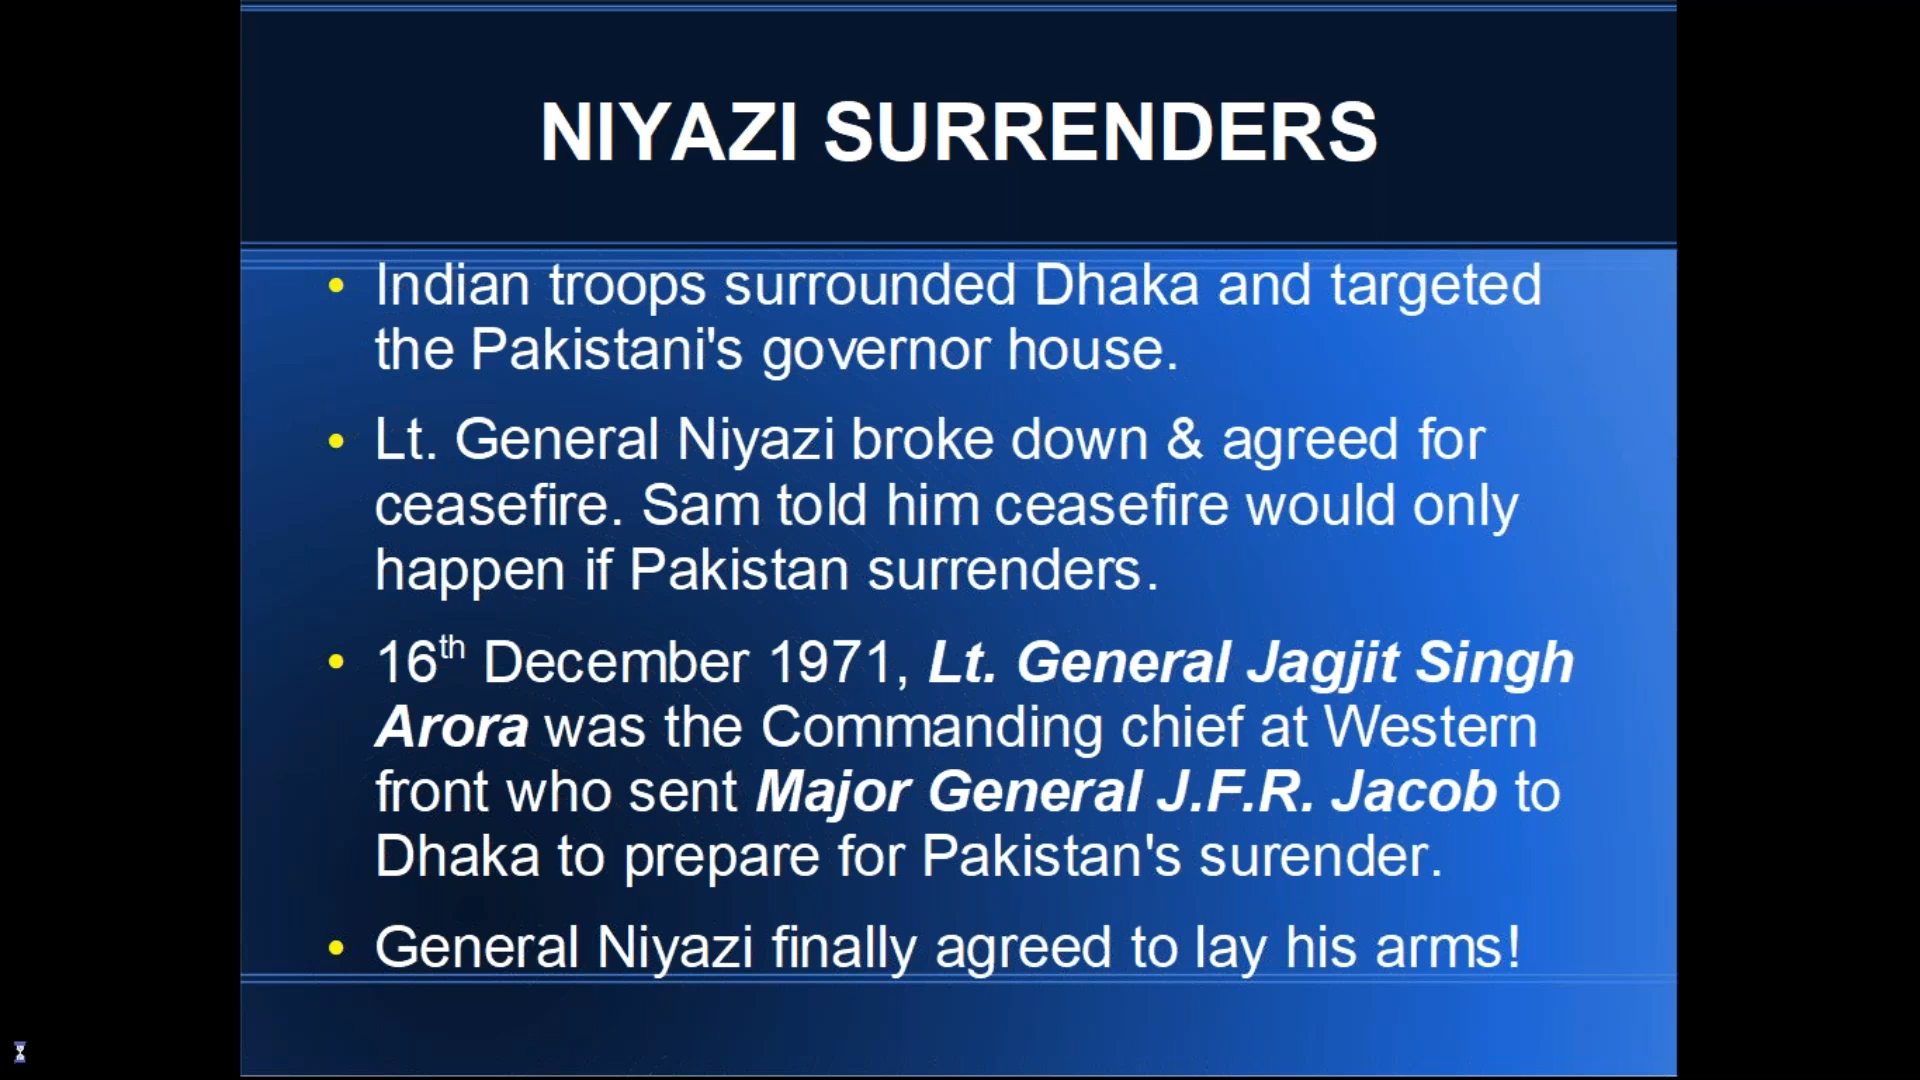 NIYAZI SURRENDERS
• Indian troops surrounded Dhaka and targeted
the Pakistani's governor house.
• Lt. General Niyazi broke down & agreed for
ceasefire. Sam told him ceasefire would only
happen if Pakistan surrenders.
• 16th December 1971, Lt. General Jagjit Singh
Arora was the Commanding chief at Western
front who sent Major General J.F.R. Jacob to
Dhaka to prepare for Pakistan's surender.
• General Niyazi finally agreed to lay his arms!